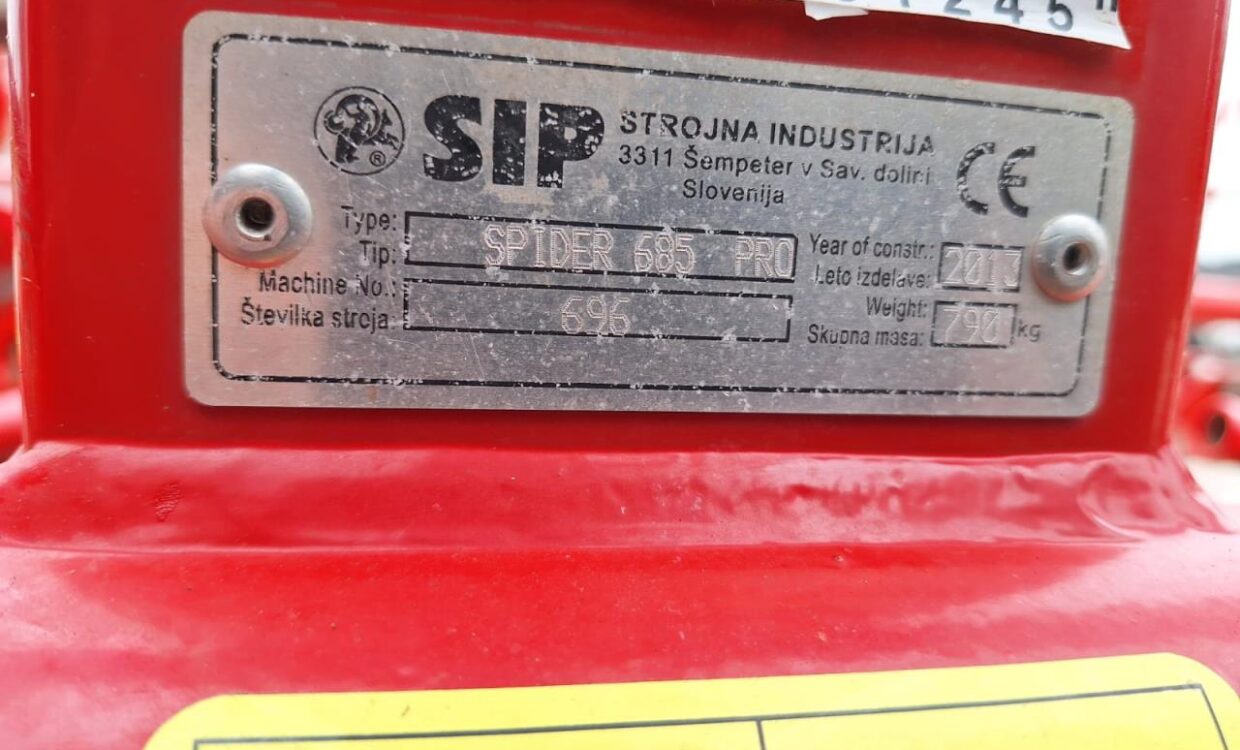 1245"
SIP
STROJNA INDUSTRIJA
3311 Šempeter v Sav. dolini
Slovenija
CE
®
Type:
Tip:
SPIDER 685 PRO
Year of constr.:
Leto izdelave:
2013
Machine No.:
Številka stroja:
696
Weight:
Skupna masa:
790
kg